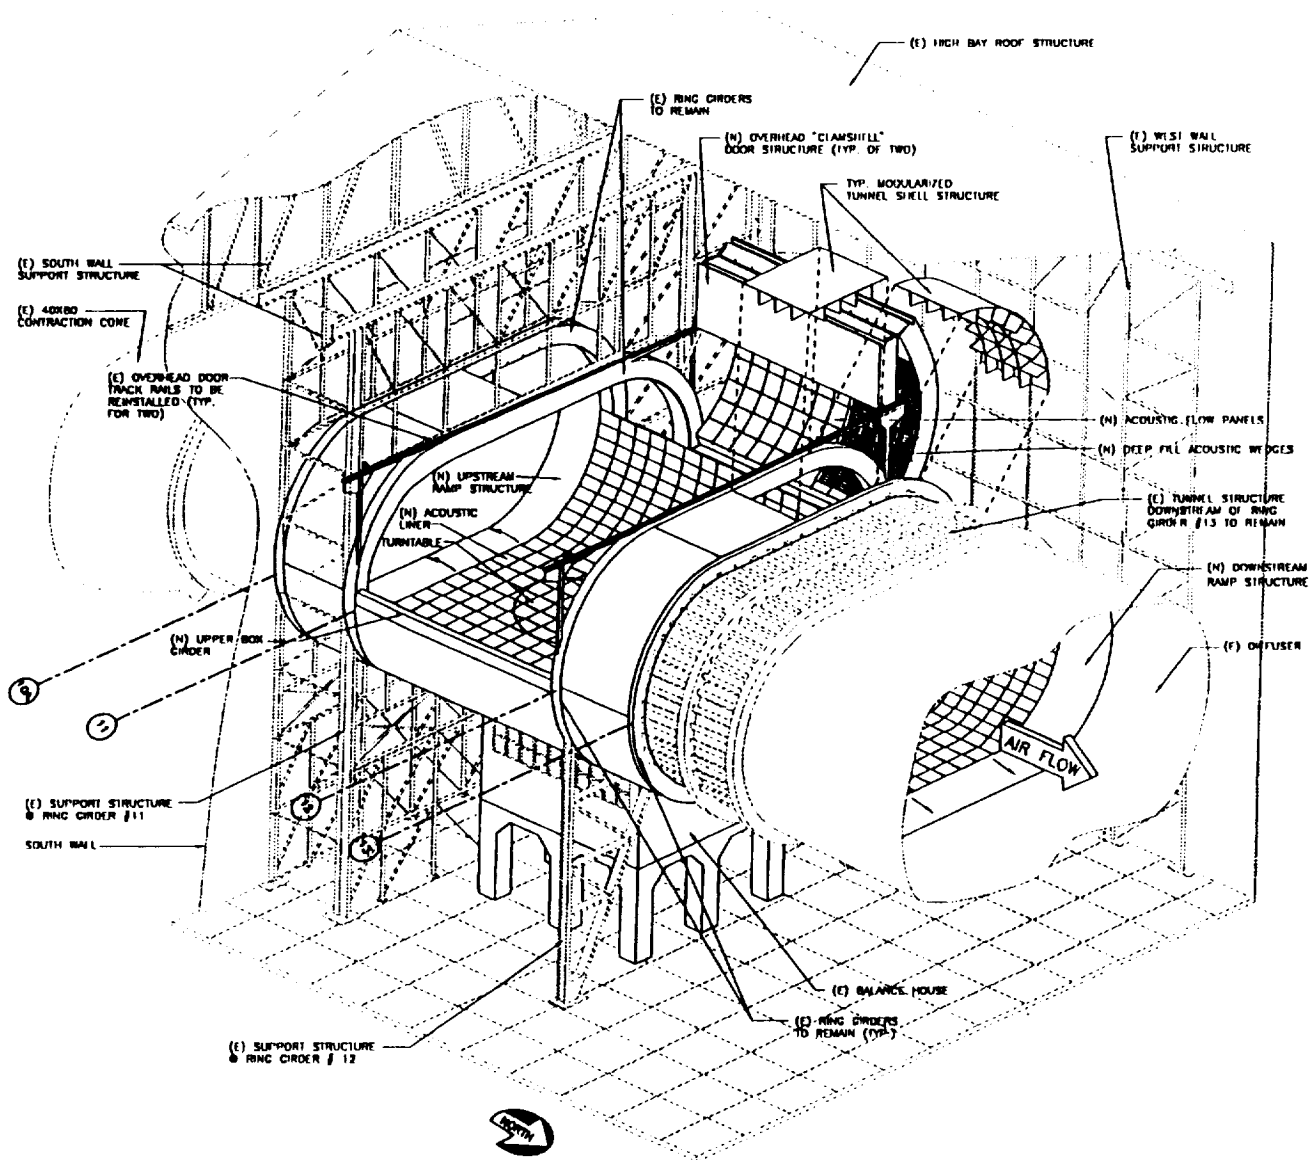 (E) HIGH BAY ROOF STRUCTURE
(E) RING GIRDERS
TO REMAIN
(N) OVERHEAD "CLAMSHELL"
DOOR STRUCTURE (TYP. OF TWO)
(E) WEST WALL
SUPPORT STRUCTURE
TYP. MODULARIZED
TUNNEL SHELL STRUCTURE
(E) SOUTH WALL
SUPPORT STRUCTURE
(E) 40X80
CONTRACTION CONE
(E) OVERHEAD DOOR
TRACK RAILS TO BE
REINSTALLED (TYP.
FOR TWO)
(N) ACOUSTIC FLOW PANELS
(N) DEEP FILL ACOUSTIC WEDGES
(N) UPSTREAM
RAMP STRUCTURE
(E) TUNNEL STRUCTURE
DOWNSTREAM OF RING
GIRDER #13 TO REMAIN
(N) ACOUSTIC
LINER
TURNTABLE
(N) DOWNSTREAM
RAMP STRUCTURE
(N) UPPER BOX
GIRDER
(E) DIFFUSER
9
11
AIR FLOW
(E) SUPPORT STRUCTURE
@ RING GIRDER #11
SOUTH WALL
(E) BALANCE HOUSE
(E) RING GIRDERS
TO REMAIN (TYP.)
(E) SUPPORT STRUCTURE
@ RING GIRDER # 12
NORTH